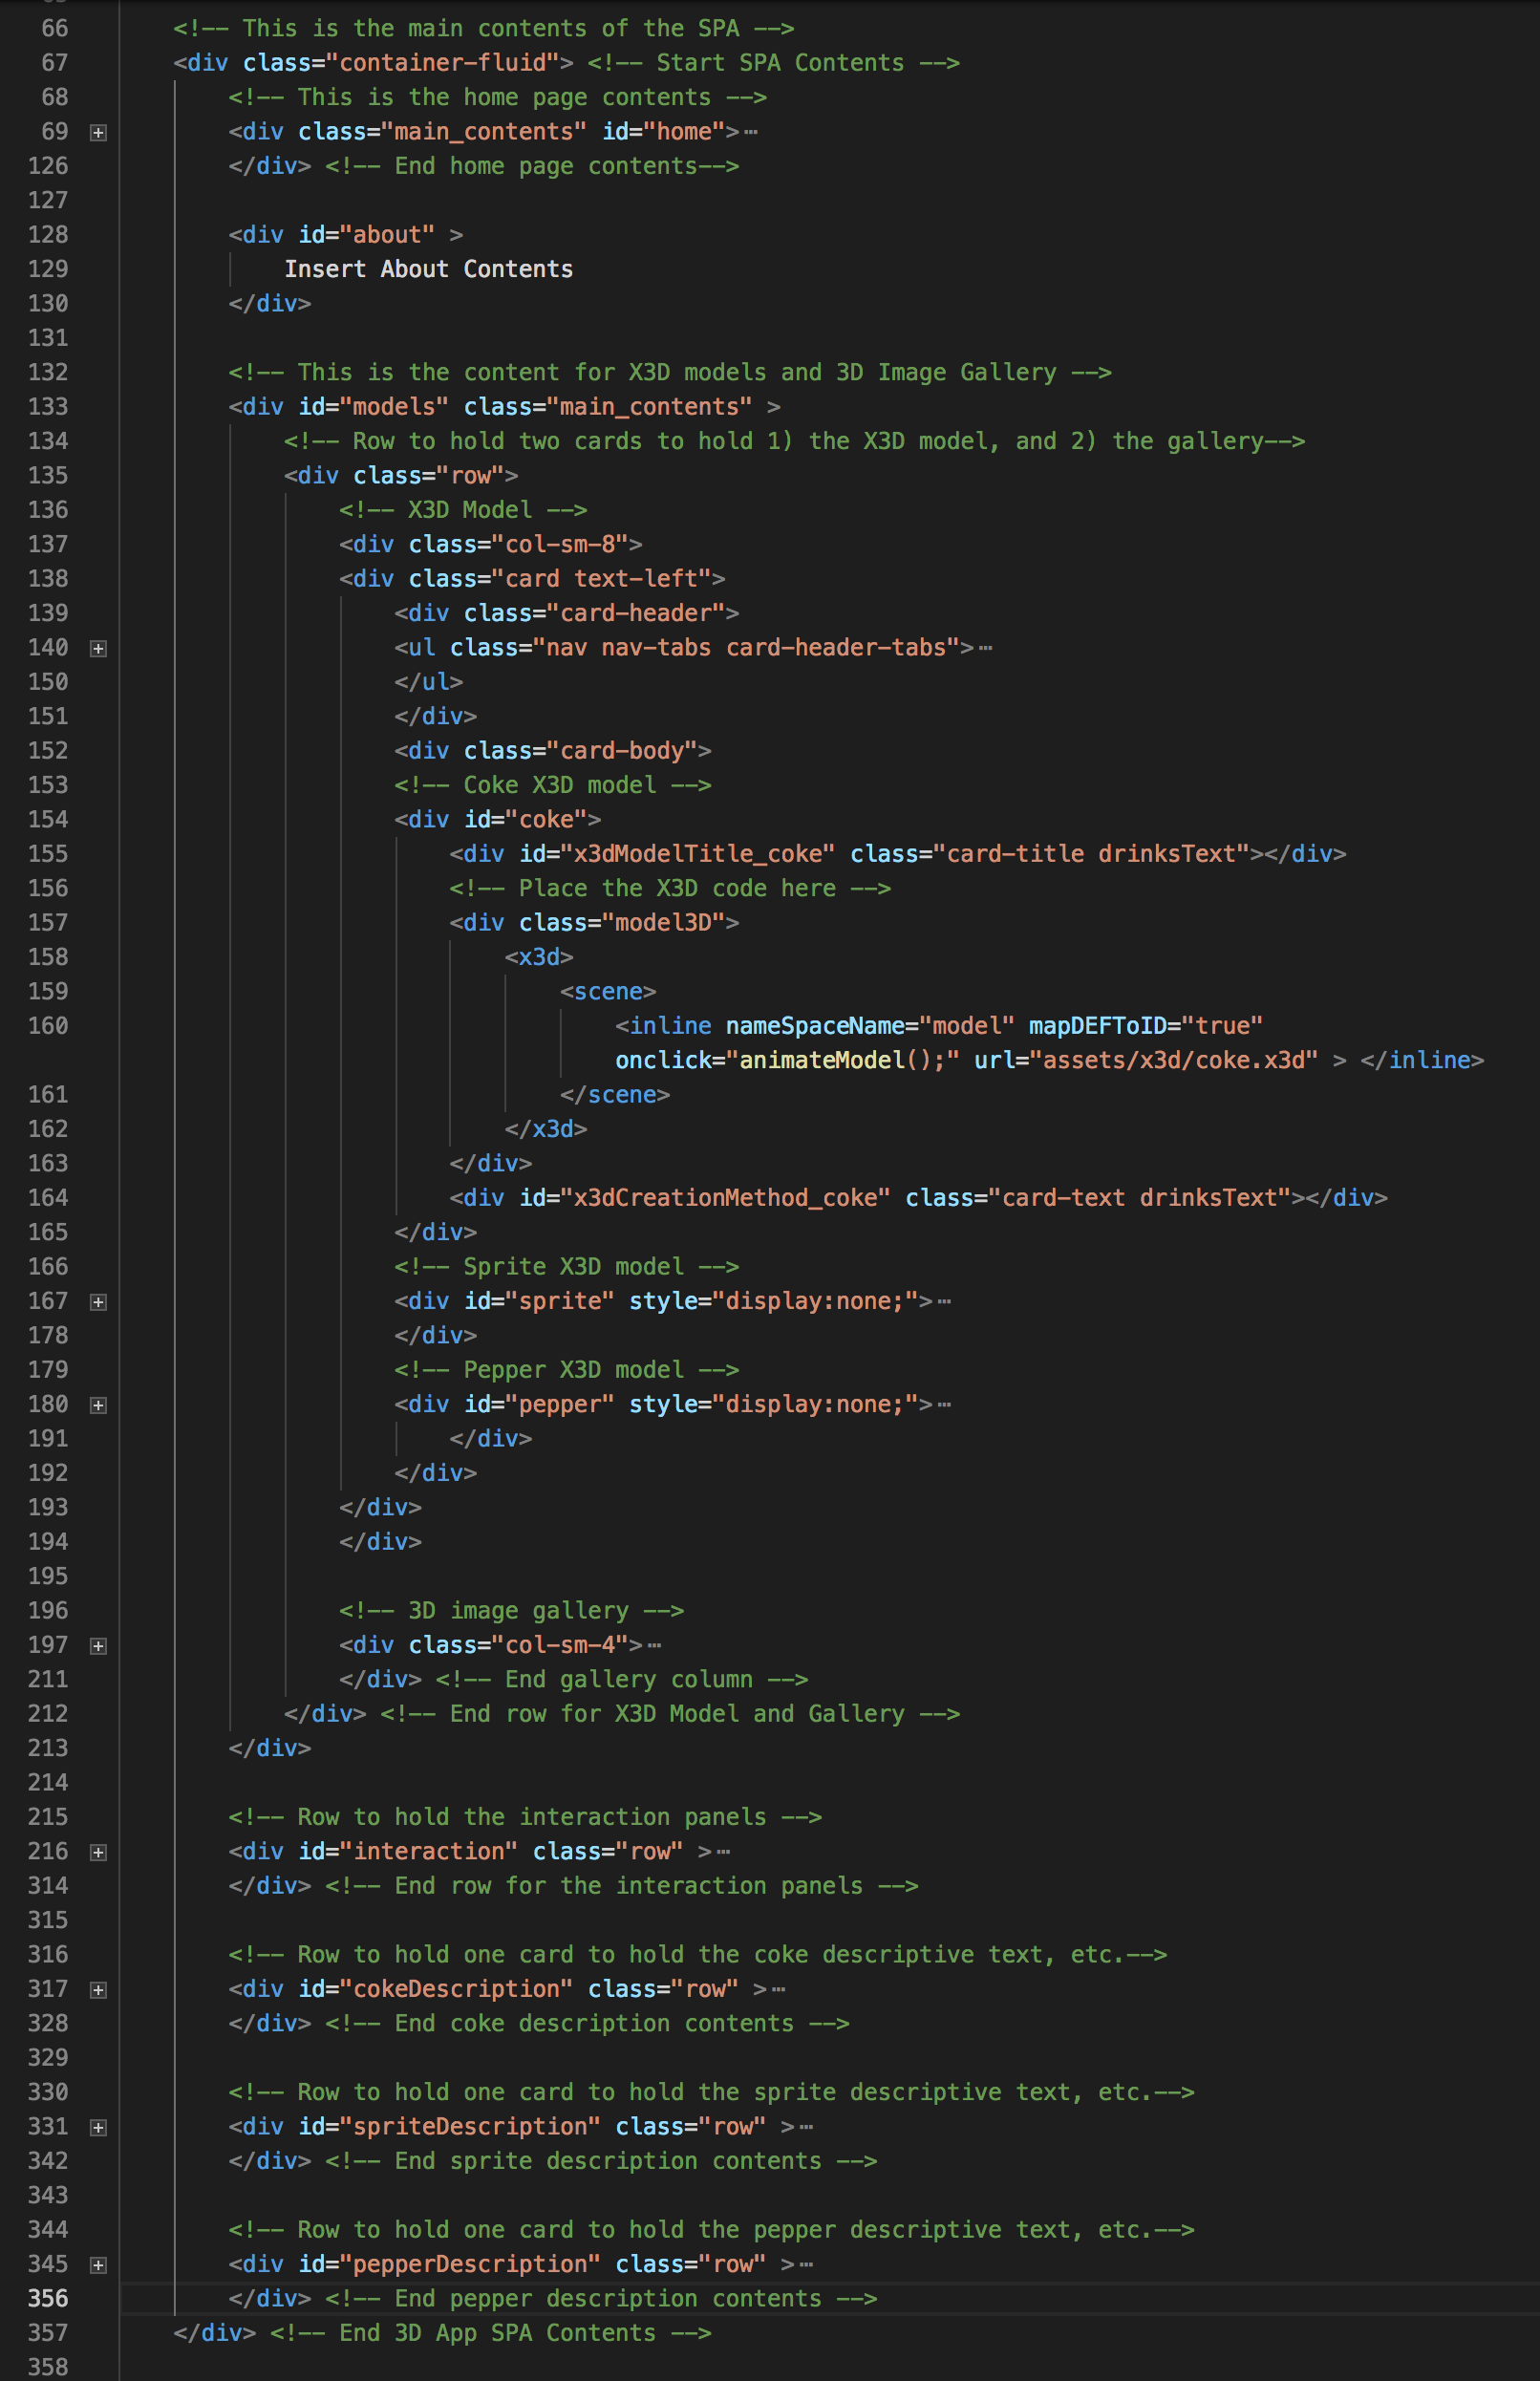 66 <!-- This is the main contents of the SPA -->
67 <div class="container-fluid"> <!-- Start SPA Contents -->
68 <!-- This is the home page contents -->
69 <div class="main_contents" id="home">⋯
126 </div> <!-- End home page contents-->
127
128 <div id="about" >
129 Insert About Contents
130 </div>
131
132 <!-- This is the content for X3D models and 3D Image Gallery -->
133 <div id="models" class="main_contents" >
134 <!-- Row to hold two cards to hold 1) the X3D model, and 2) the gallery-->
135 <div class="row">
136 <!-- X3D Model -->
137 <div class="col-sm-8">
138 <div class="card text-left">
139 <div class="card-header">
140 <ul class="nav nav-tabs card-header-tabs">⋯
150 </ul>
151 </div>
152 <div class="card-body">
153 <!-- Coke X3D model -->
154 <div id="coke">
155 <div id="x3dModelTitle_coke" class="card-title drinksText"></div>
156 <!-- Place the X3D code here -->
157 <div class="model3D">
158 <x3d>
159 <scene>
160 <inline nameSpaceName="model" mapDEFToID="true"
onclick="animateModel();" url="assets/x3d/coke.x3d" > </inline>
161 </scene>
162 </x3d>
163 </div>
164 <div id="x3dCreationMethod_coke" class="card-text drinksText"></div>
165 </div>
166 <!-- Sprite X3D model -->
167 <div id="sprite" style="display:none;">⋯
178 </div>
179 <!-- Pepper X3D model -->
180 <div id="pepper" style="display:none;">⋯
191 </div>
192 </div>
193 </div>
194 </div>
195
196 <!-- 3D image gallery -->
197 <div class="col-sm-4">⋯
211 </div> <!-- End gallery column -->
212 </div> <!-- End row for X3D Model and Gallery -->
213 </div>
214
215 <!-- Row to hold the interaction panels -->
216 <div id="interaction" class="row" >⋯
314 </div> <!-- End row for the interaction panels -->
315
316 <!-- Row to hold one card to hold the coke descriptive text, etc.-->
317 <div id="cokeDescription" class="row" >⋯
328 </div> <!-- End coke description contents -->
329
330 <!-- Row to hold one card to hold the sprite descriptive text, etc.-->
331 <div id="spriteDescription" class="row" >⋯
342 </div> <!-- End sprite description contents -->
343
344 <!-- Row to hold one card to hold the pepper descriptive text, etc.-->
345 <div id="pepperDescription" class="row" >⋯
356 </div> <!-- End pepper description contents -->
357 </div> <!-- End 3D App SPA Contents -->
358